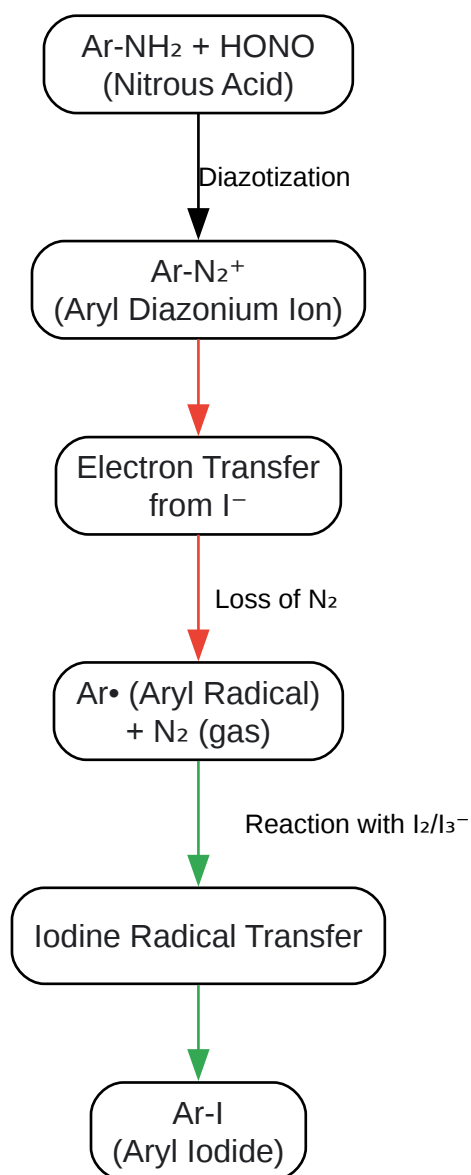 Ar-NH₂ + HONO
(Nitrous Acid)
Diazotization
Ar-N₂⁺
(Aryl Diazonium Ion)
Electron Transfer
from I⁻
Loss of N₂
Ar• (Aryl Radical)
+ N₂ (gas)
Reaction with I₂/I₃⁻
Iodine Radical Transfer
Ar-I
(Aryl Iodide)